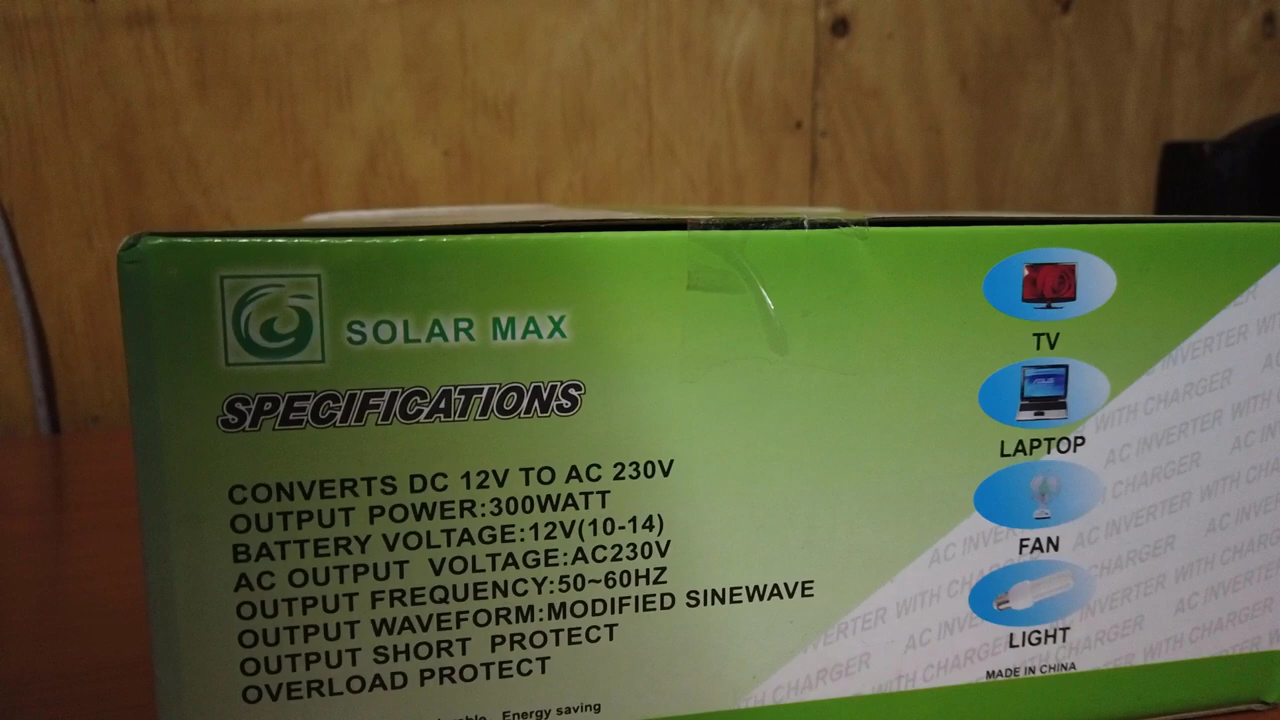 SOLAR MAX
SPECIFICATIONS
CONVERTS DC 12V TO AC 230V
OUTPUT POWER:300WATT
BATTERY VOLTAGE:12V(10-14)
AC OUTPUT VOLTAGE:AC230V
OUTPUT FREQUENCY:50~60HZ
OUTPUT WAVEFORM:MODIFIED SINEWAVE
OUTPUT SHORT PROTECT
OVERLOAD PROTECT
Energy saving
TV
LAPTOP
FAN
LIGHT
MADE IN CHINA
AC INVERTER WITH CHARGER